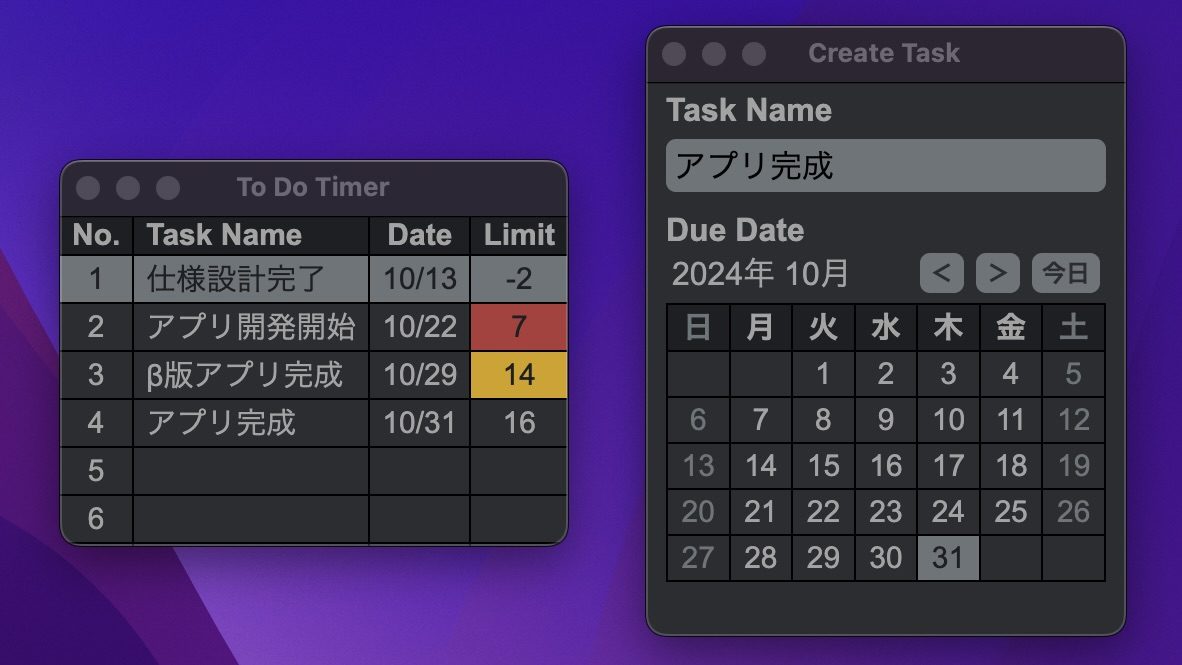 To Do Timer
No. Task Name Date Limit
1 仕様設計完了 10/13 -2
2 アプリ開発開始 10/22 7
3 β版アプリ完成 10/29 14
4 アプリ完成 10/31 16
5
6
Create Task
Task Name
アプリ完成
Due Date
2024年 10月 < > 今日
日 月 火 水 木 金 土
1 2 3 4 5
6 7 8 9 10 11 12
13 14 15 16 17 18 19
20 21 22 23 24 25 26
27 28 29 30 31